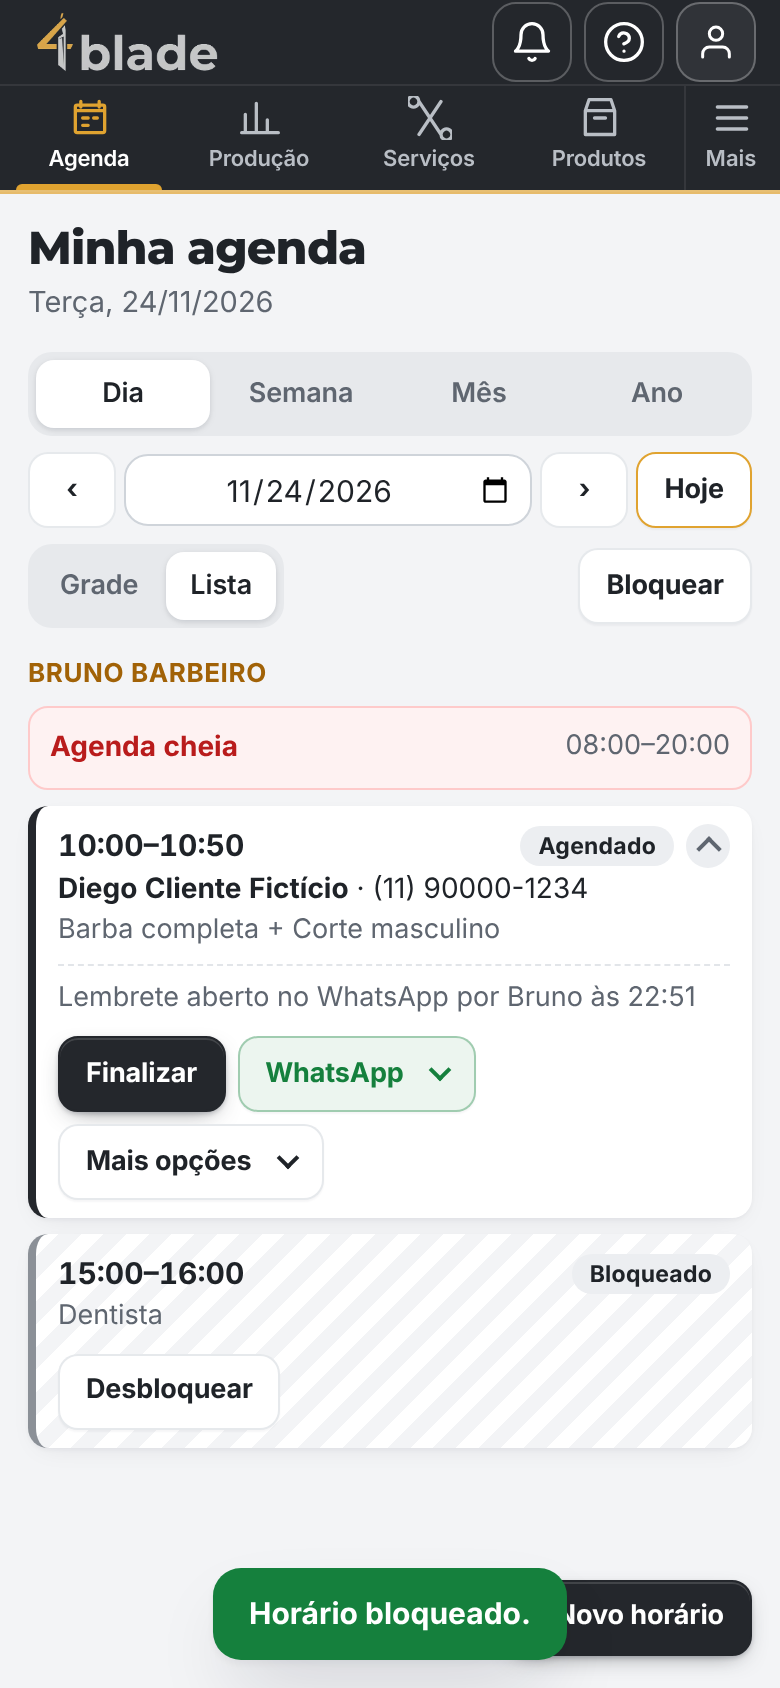 4blade
Agenda
Produção
Serviços
Produtos
Mais
Minha agenda
Terça, 24/11/2026
Dia
Semana
Mês
Ano
‹
11/24/2026
›
Hoje
Grade
Lista
Bloquear
BRUNO BARBEIRO
Agenda cheia
08:00–20:00
10:00–10:50
Agendado
Diego Cliente Fictício · (11) 90000-1234
Barba completa + Corte masculino
Lembrete aberto no WhatsApp por Bruno às 22:51
Finalizar
WhatsApp
Mais opções
15:00–16:00
Bloqueado
Dentista
Desbloquear
Horário bloqueado.
Novo horário